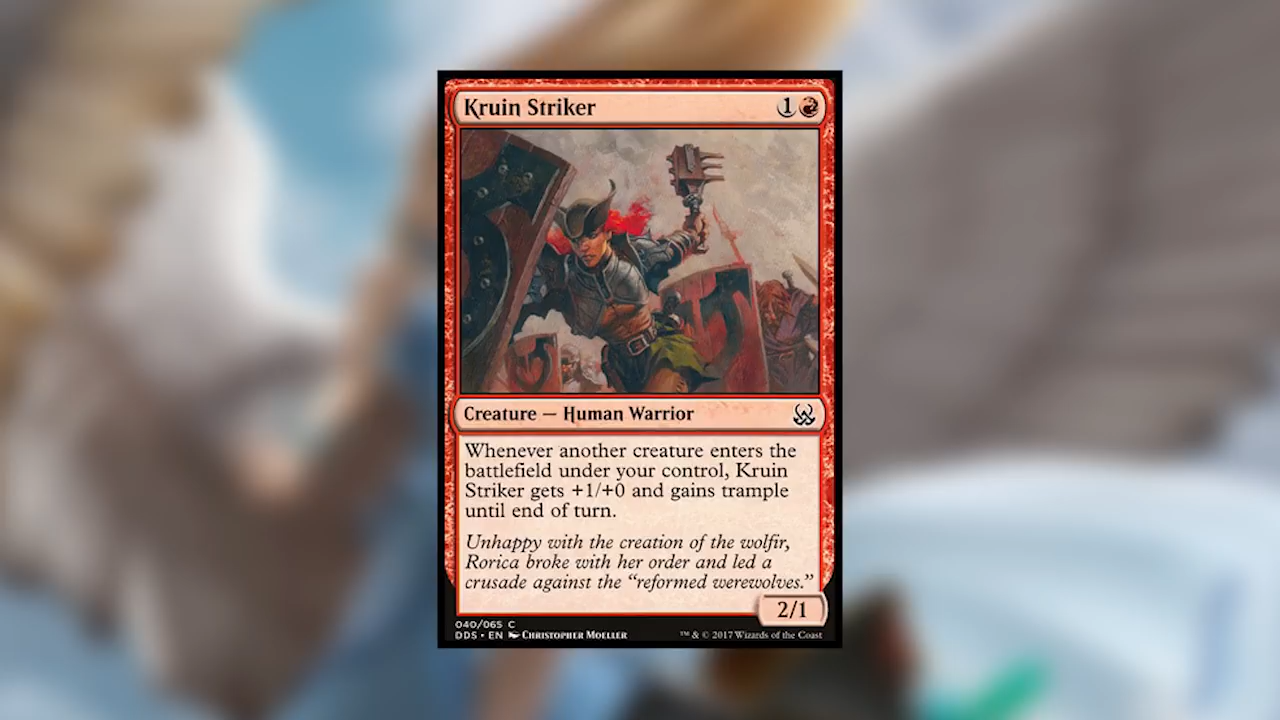 Kruin Striker 1
Creature — Human Warrior
Whenever another creature enters the
battlefield under your control, Kruin
Striker gets +1/+0 and gains trample
until end of turn.
Unhappy with the creation of the wolfir,
Rorica broke with her order and led a
crusade against the “reformed werewolves.”
2/1
040/065 C
DDS • EN Christopher Moeller ™ & © 2017 Wizards of the Coast